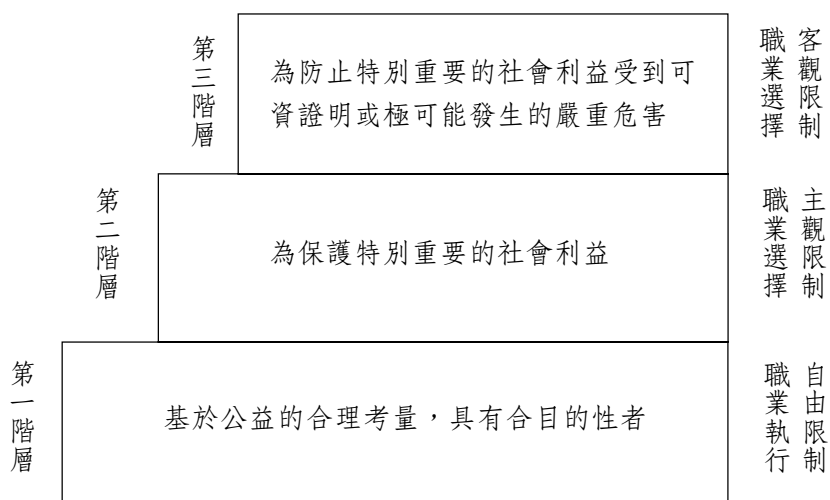 第三階層
為防止特別重要的社會利益受到可
資證明或極可能發生的嚴重危害
職業選擇
客觀限制
第二階層
為保護特別重要的社會利益
職業選擇
主觀限制
第一階層
基於公益的合理考量，具有合目的性者
職業執行
自由限制